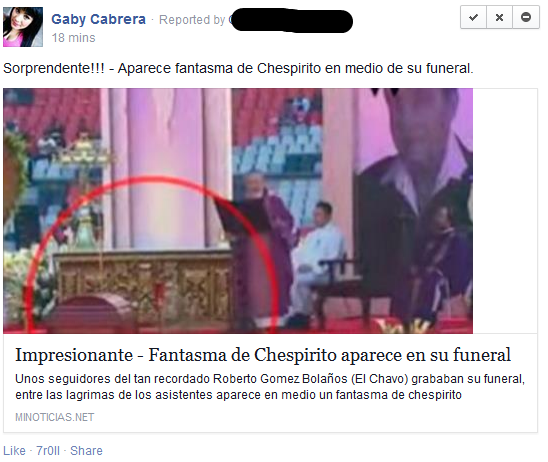 Gaby Cabrera · Reported by
18 mins
Sorprendente!!! - Aparece fantasma de Chespirito en medio de su funeral.
Impresionante - Fantasma de Chespirito aparece en su funeral
Unos seguidores del tan recordado Roberto Gomez Bolaños (El Chavo) grababan su funeral,
entre las lagrimas de los asistentes aparece en medio un fantasma de chespirito
MINOTICIAS.NET
Like · 7r0ll · Share